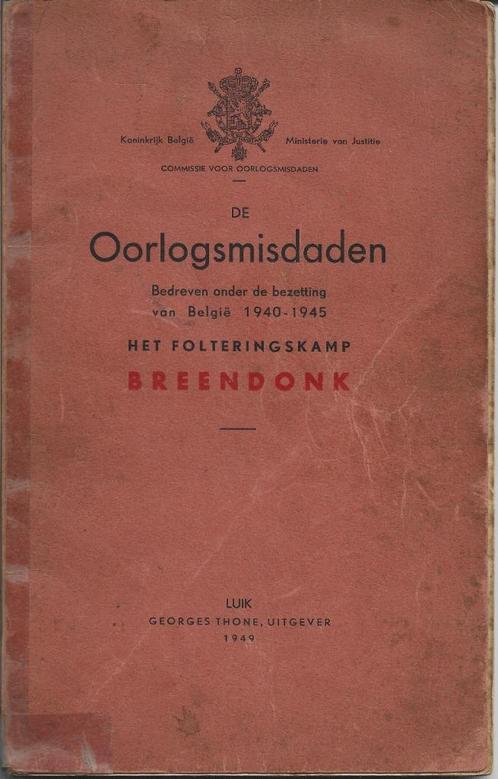 Koninkrijk België Ministerie van Justitie
COMMISSIE VOOR OORLOGSMISDADEN
DE
Oorlogsmisdaden
Bedreven onder de bezetting
van België 1940-1945
HET FOLTERINGSKAMP
BREENDONK
LUIK
GEORGES THONE, UITGEVER
1949